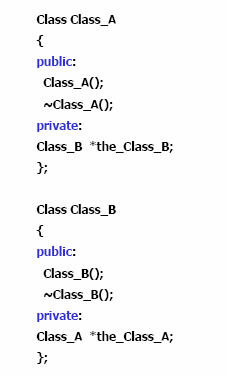 Class Class_A
{
public:
Class_A();
~Class_A();
private:
Class_B *the_Class_B;
};
Class Class_B
{
public:
Class_B();
~Class_B();
private:
Class_A *the_Class_A;
};